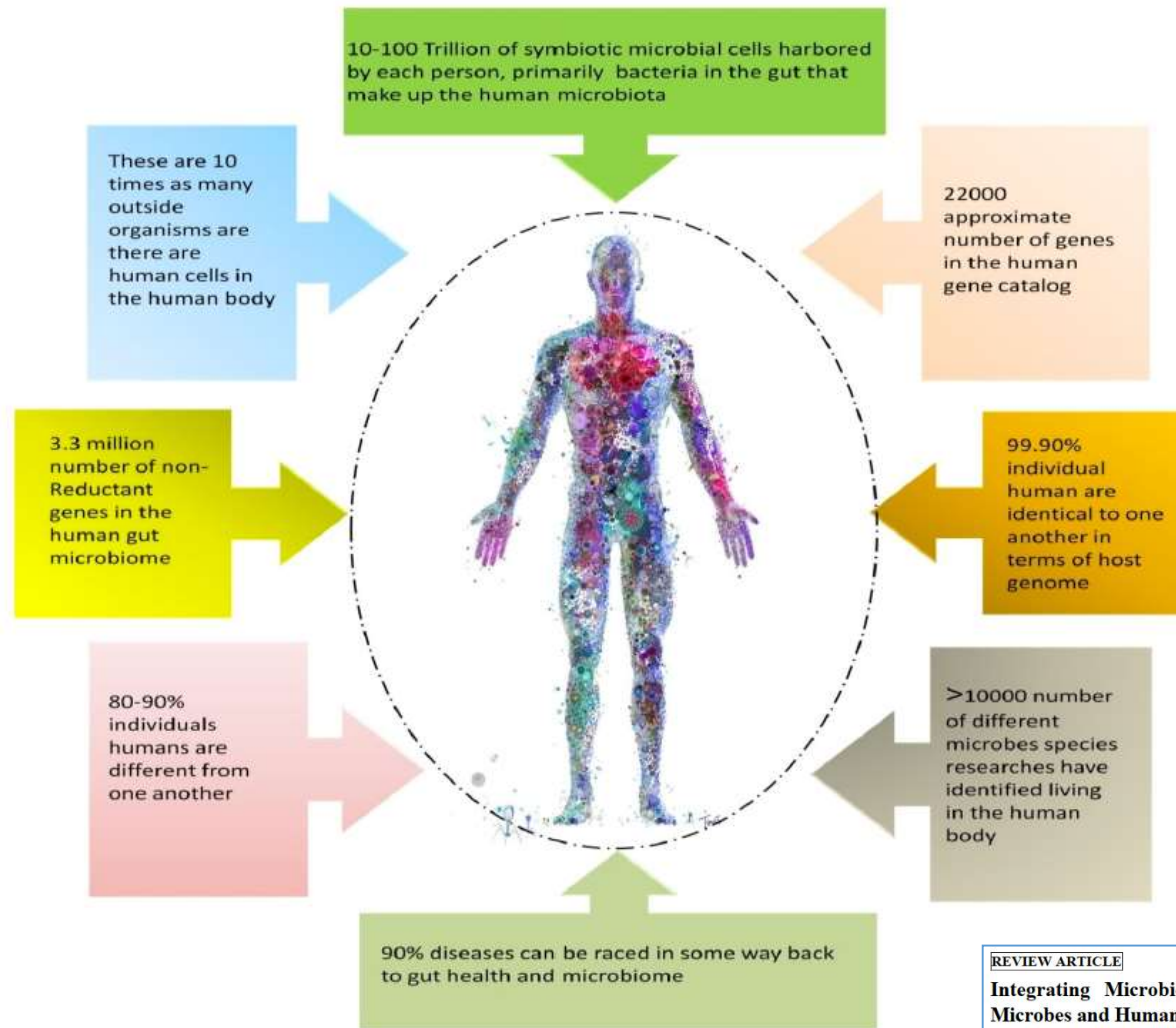 10-100 Trillion of symbiotic microbial cells harbored
by each person, primarily bacteria in the gut that
make up the human microbiota
These are 10
times as many
outside
organisms are
there are
human cells in
the human body
22000
approximate
number of genes
in the human
gene catalog
3.3 million
number of non-
Reductant
genes in the
human gut
microbiome
99.90%
individual
human are
identical to one
another in
terms of host
genome
80-90%
individuals
humans are
different from
one another
>10000 number
of different
microbes species
researches have
identified living
in the human
body
90% diseases can be raced in some way back
to gut health and microbiome
REVIEW ARTICLE
Integrating
Microbes and Human